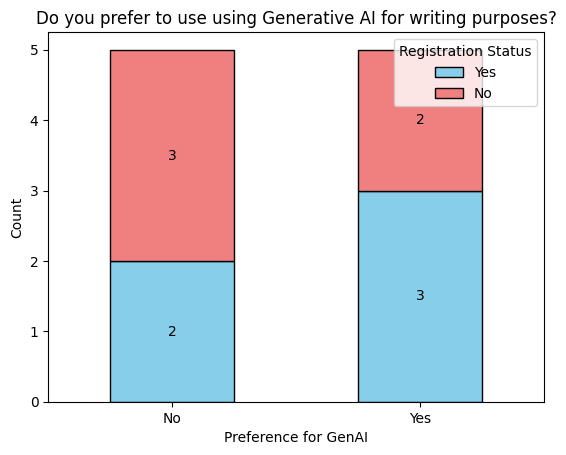 Do you prefer to use using Generative AI for writing purposes?
Registration Status
Yes
No
5
4
3
2
1
0
Count
3
2
2
3
No
Yes
Preference for GenAI